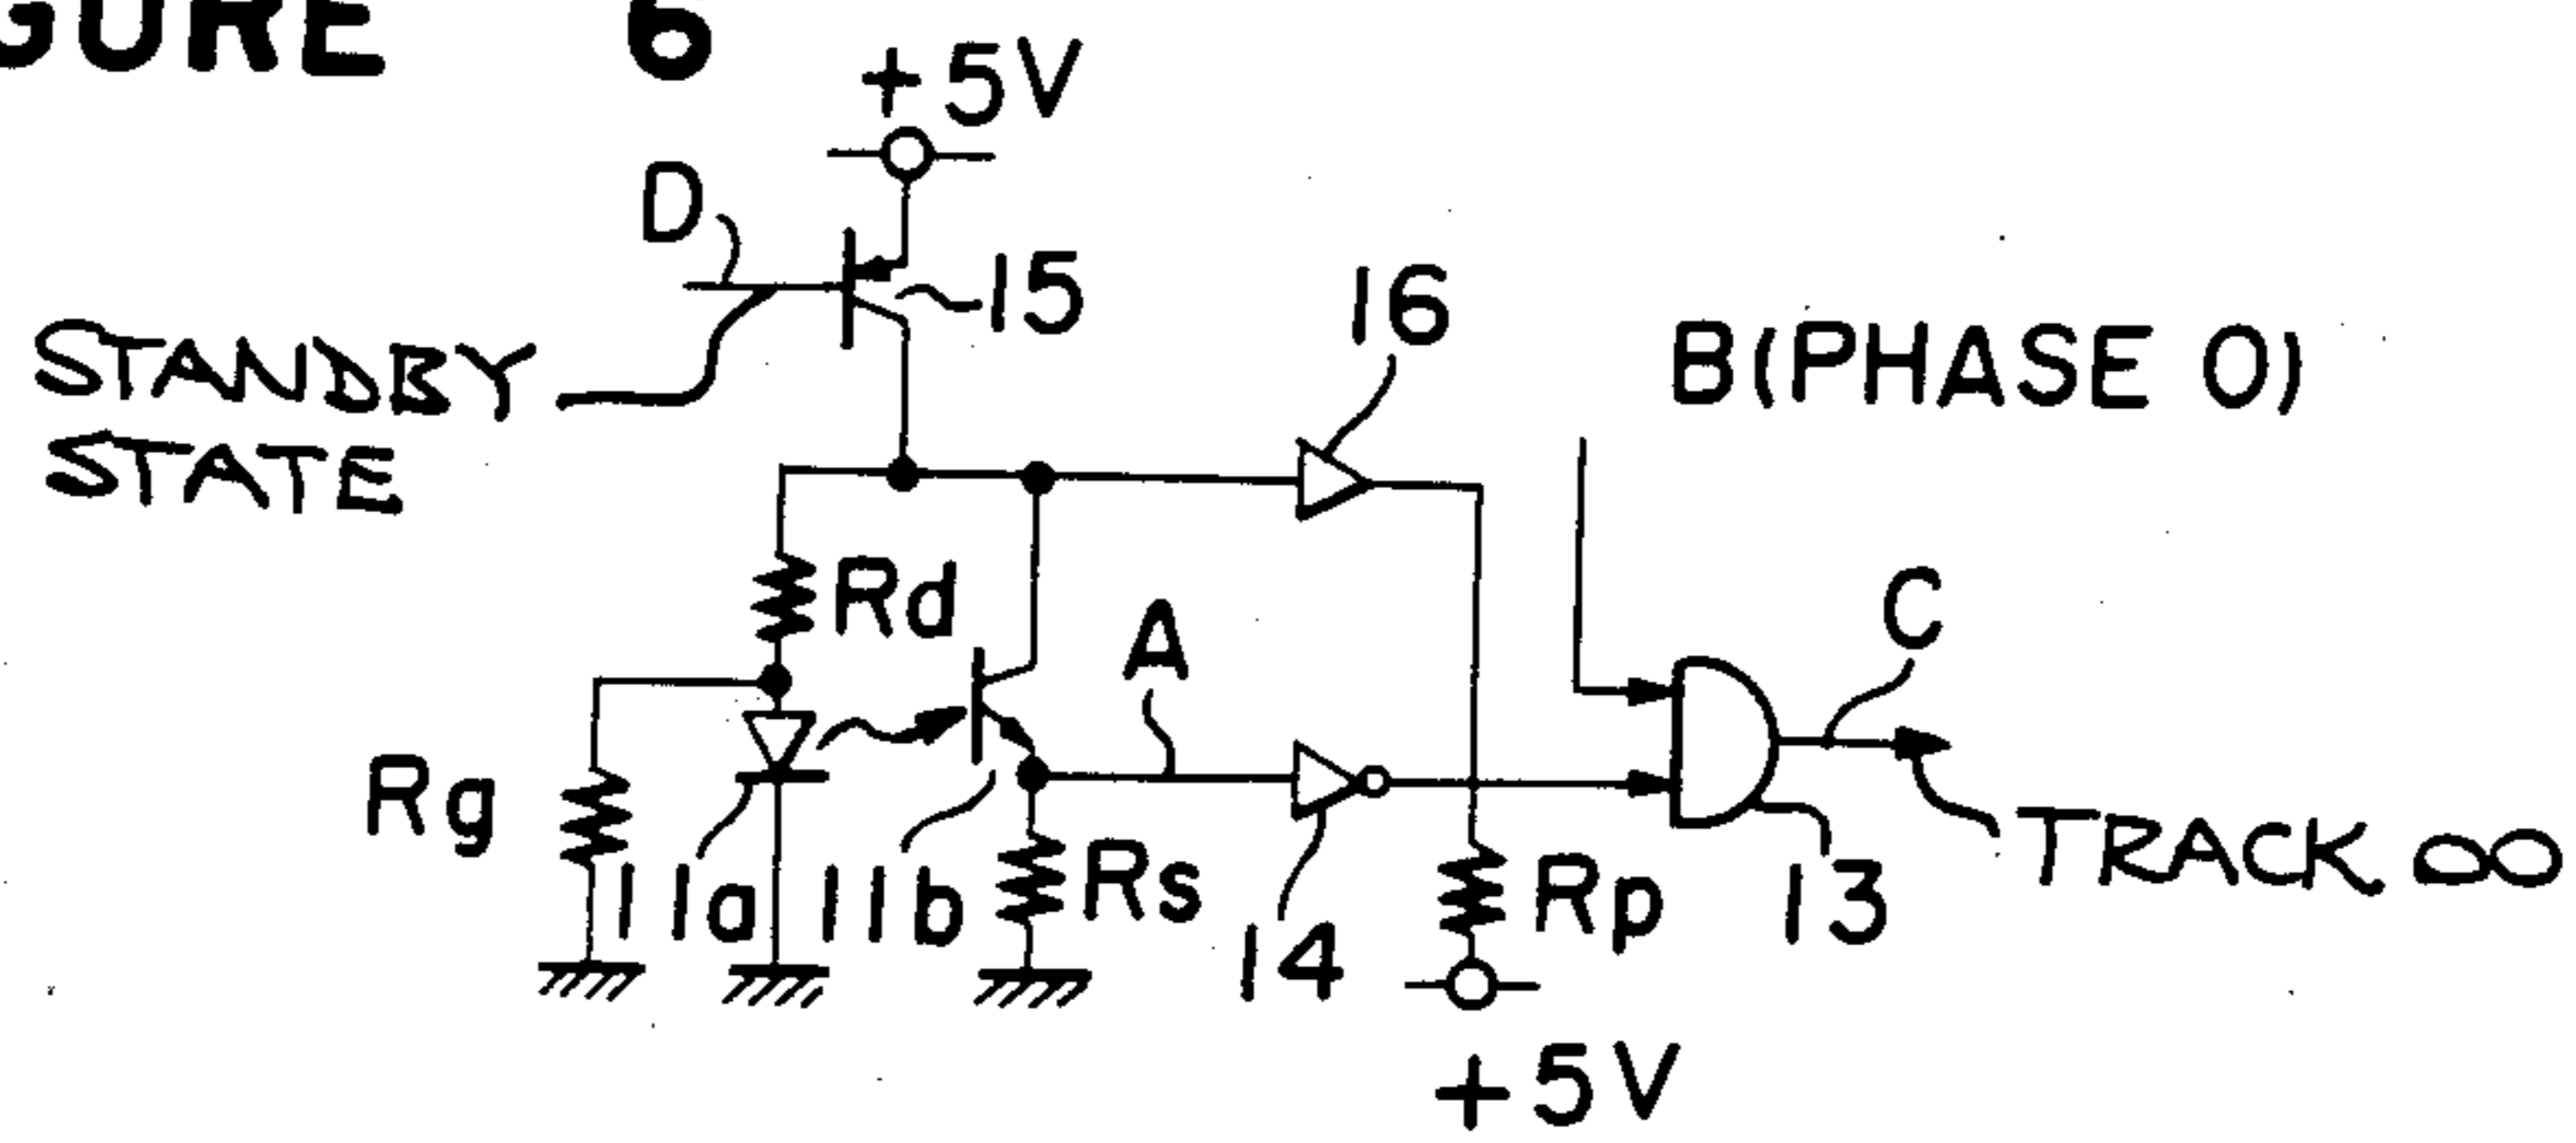 GURE 6
+5V
D
15
STANDBY
STATE
16
B(PHASE 0)
Rd
A
C
Rg
11a
11b
Rs
14
Rp
13
TRACK 00
+5V